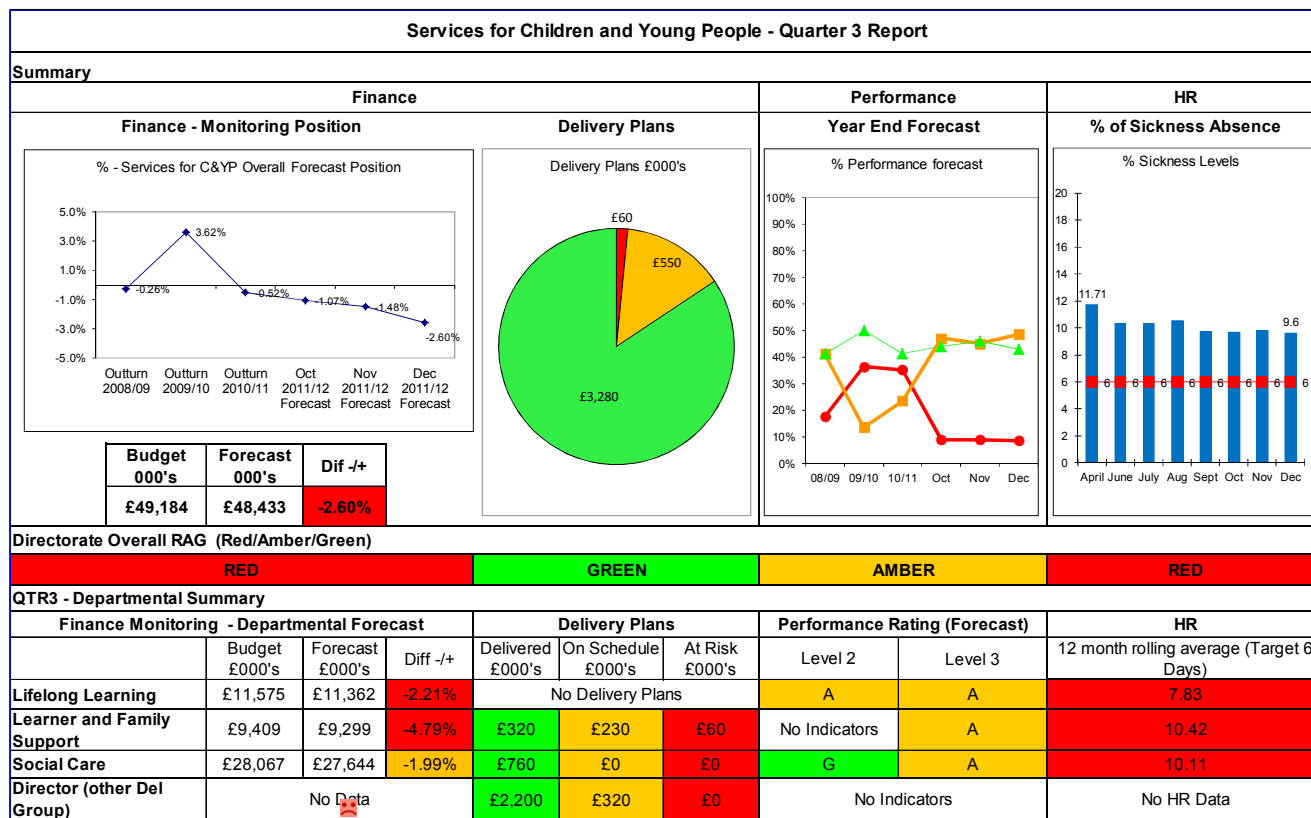 Services for Children and Young People - Quarter 3 Report
Summary
Finance
Performance
HR
Finance - Monitoring Position
Delivery Plans
Year End Forecast
% of Sickness Absence
% - Services for C&YP Overall Forecast Position
5.0%
3.0%
1.0%
-1.0%
-3.0%
-5.0%
-0.26%
3.62%
-0.52%
-1.07%
-1.48%
-2.60%
Outturn 2008/09
Outturn 2009/10
Outturn 2010/11
Oct 2011/12 Forecast
Nov 2011/12 Forecast
Dec 2011/12 Forecast
Delivery Plans £000's
£60
£550
£3,280
% Performance forecast
100%
90%
80%
70%
60%
50%
40%
30%
20%
10%
0%
08/09 09/10 10/11 Oct Nov Dec
% Sickness Levels
20
18
16
14
12
10
8
6
4
2
0
11.71
9.6
6 6 6 6 6 6 6 6
April June July Aug Sept Oct Nov Dec
Budget 000's
Forecast 000's
Dif -/+
£49,184 £48,433 -2.60%
Directorate Overall RAG (Red/Amber/Green)
RED GREEN AMBER RED
QTR3 - Departmental Summary
Finance Monitoring - Departmental Forecast
Delivery Plans
Performance Rating (Forecast)
HR
Budget £000's
Forecast £000's
Diff -/+
Delivered £000's
On Schedule £000's
At Risk £000's
Level 2
Level 3
12 month rolling average (Target 6 Days)
Lifelong Learning £11,575 £11,362 -2.21% No Delivery Plans A A 7.83
Learner and Family Support £9,409 £9,299 -4.79% £320 £230 £60 No Indicators A 10.42
Social Care £28,067 £27,644 -1.99% £760 £0 £0 G A 10.11
Director (other Del Group) No Data £2,200 £320 £0 No Indicators No HR Data